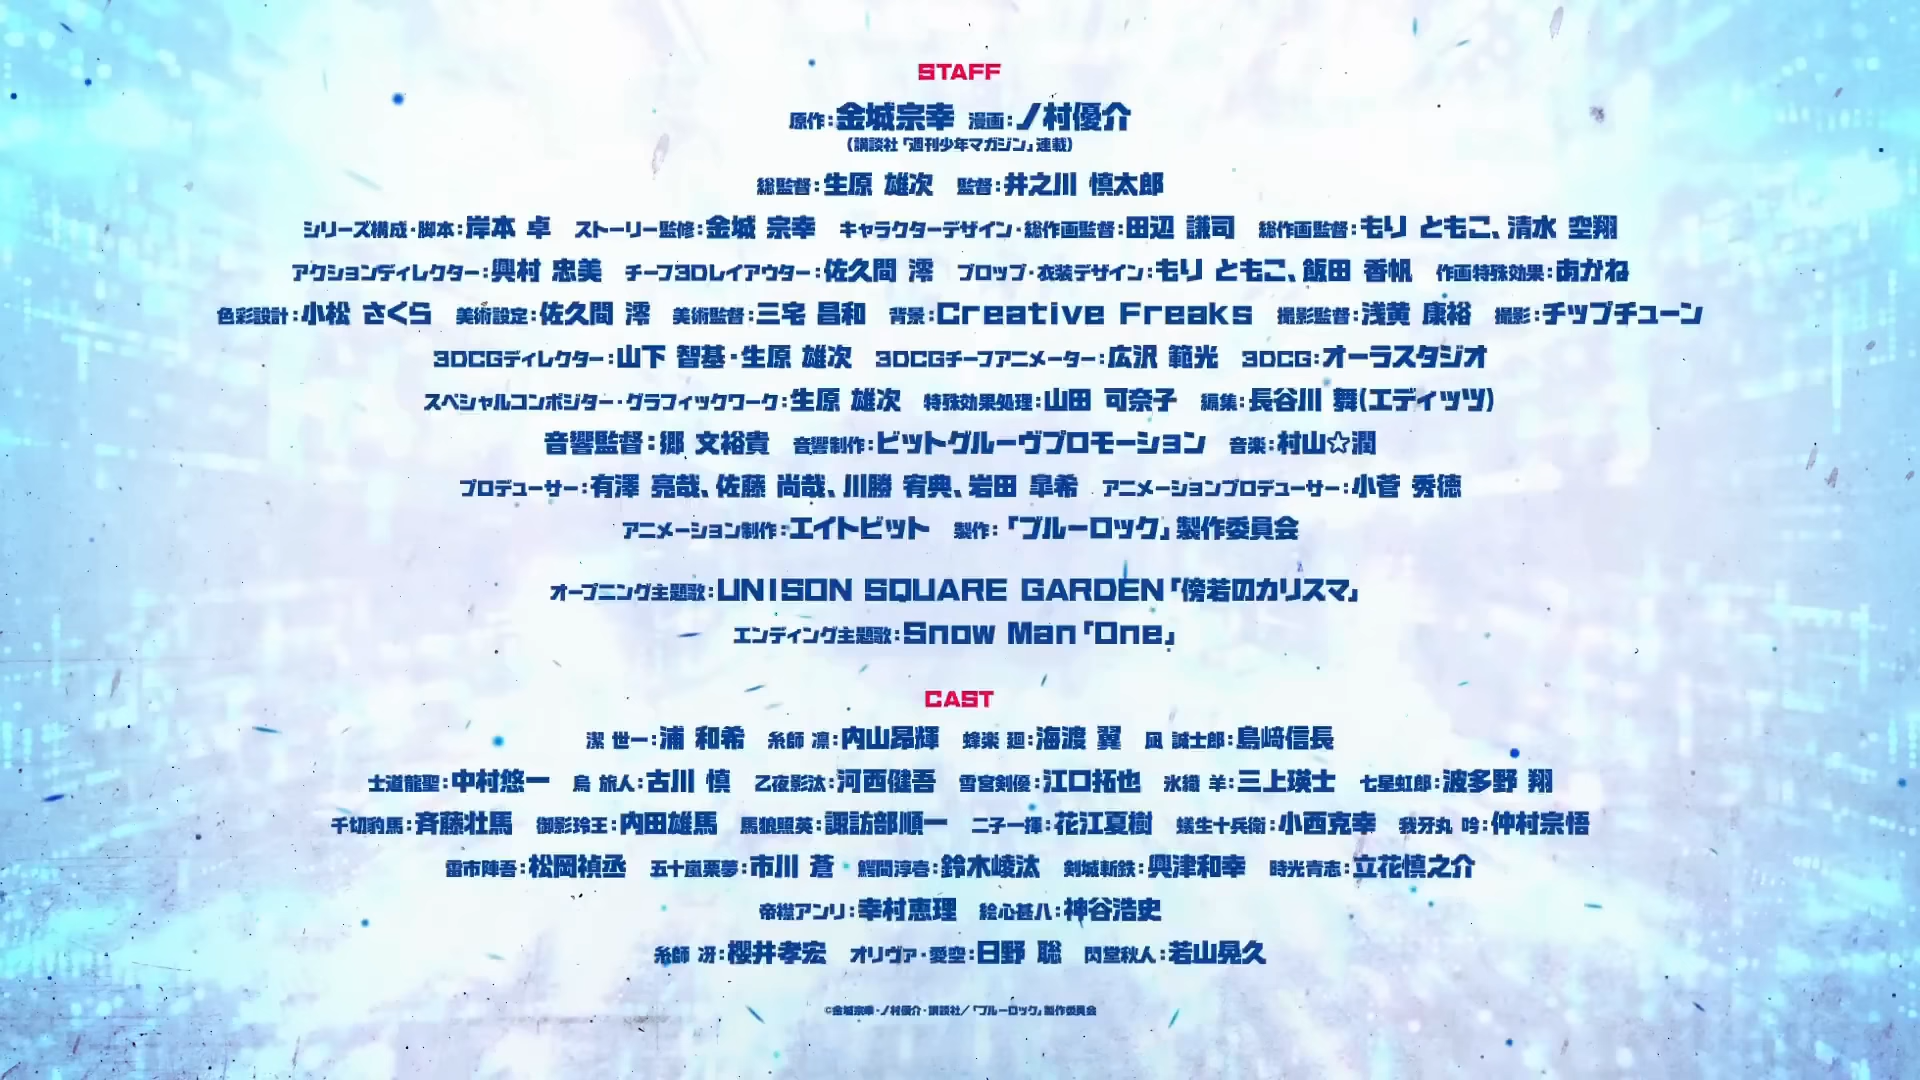 STAFF
原作:金城宗幸 漫画:ノ村優介
(講談社「週刊少年マガジン」連載)
総監督:生原 雄次 監督:井之川 慎太郎
シリーズ構成・脚本:岸本 卓 ストーリー監修:金城 宗幸 キャラクターデザイン・総作画監督:田辺 謙司 総作画監督:もり ともこ、清水 空翔
アクションディレクター:興村 忠美 チーフ3Dレイアウター:佐久間 澪 プロップ・衣装デザイン:もり ともこ、飯田 香帆 作画特殊効果:あかね
色彩設計:小松 さくら 美術設定:佐久間 澪 美術監督:三宅 昌和 背景:Creative Freaks 撮影監督:浅黄 康裕 撮影:チップチューン
3DCGディレクター:山下 智基・生原 雄次 3DCGチーフアニメーター:広沢 範光 3DCG:オーラスタジオ
スペシャルコンポジター・グラフィックワーク:生原 雄次 特殊効果処理:山田 可奈子 編集:長谷川 舞(エディッツ)
音響監督:郷 文裕貴 音響制作:ビットグルーヴプロモーション 音楽:村山☆潤
プロデューサー:有澤 亮哉、佐藤 尚哉、川勝 宥典、岩田 皐希 アニメーションプロデューサー:小菅 秀徳
アニメーション制作:エイトビット 製作:「ブルーロック」製作委員会
オープニング主題歌:UNISON SQUARE GARDEN「傍若のカリスマ」
エンディング主題歌:Snow Man「One」
CAST
潔 世一:浦 和希 糸師 凛:内山昂輝 蜂楽 廻:海渡 翼 凪 誠士郎:島﨑信長
士道龍聖:中村悠一 烏 旅人:古川 慎 乙夜影汰:河西健吾 雪宮剣優:江口拓也 氷織 羊:三上瑛士 七星虹郎:波多野 翔
千切豹馬:斉藤壮馬 御影玲王:内田雄馬 馬狼照英:諏訪部順一 二子一揮:花江夏樹 蟻生十兵衛:小西克幸 我牙丸 吟:仲村宗悟
雷市陣吾:松岡禎丞 五十嵐栗夢:市川 蒼 鰐間淳壱:鈴木崚汰 剣城斬鉄:興津和幸 時光青志:立花慎之介
帝襟アンリ:幸村恵理 絵心甚八:神谷浩史
糸師 冴:櫻井孝宏 オリヴァ・愛空:日野 聡 閃堂秋人:若山晃久
©金城宗幸・ノ村優介・講談社／「ブルーロック」製作委員会